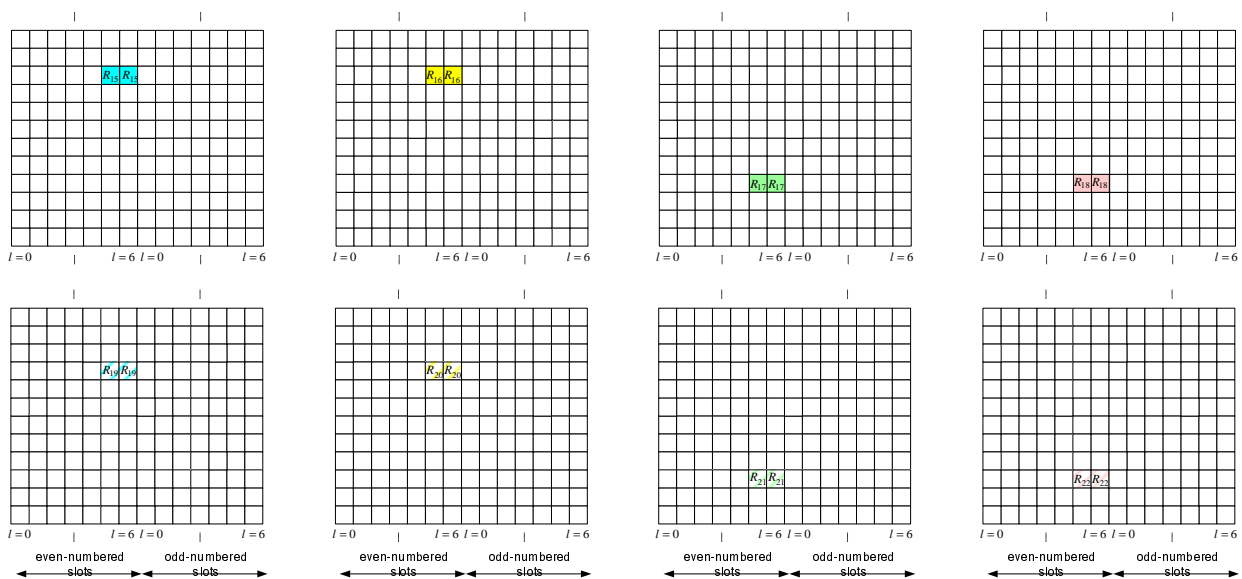 R15 R15 R16 R16
R17 R17 R18 R18
l = 0 l = 6 l = 0 l = 6 l = 0 l = 6 l = 0 l = 6 l = 0 l = 6 l = 0 l = 6 l = 0 l = 6 l = 0 l = 6
R19 R19 R20 R20
R21 R21 R22 R22
l = 0 l = 6 l = 0 l = 6 l = 0 l = 6 l = 0 l = 6 l = 0 l = 6 l = 0 l = 6 l = 0 l = 6 l = 0 l = 6
even-numbered odd-numbered even-numbered odd-numbered even-numbered odd-numbered even-numbered odd-numbered
slots slots slots slots slots slots slots slots